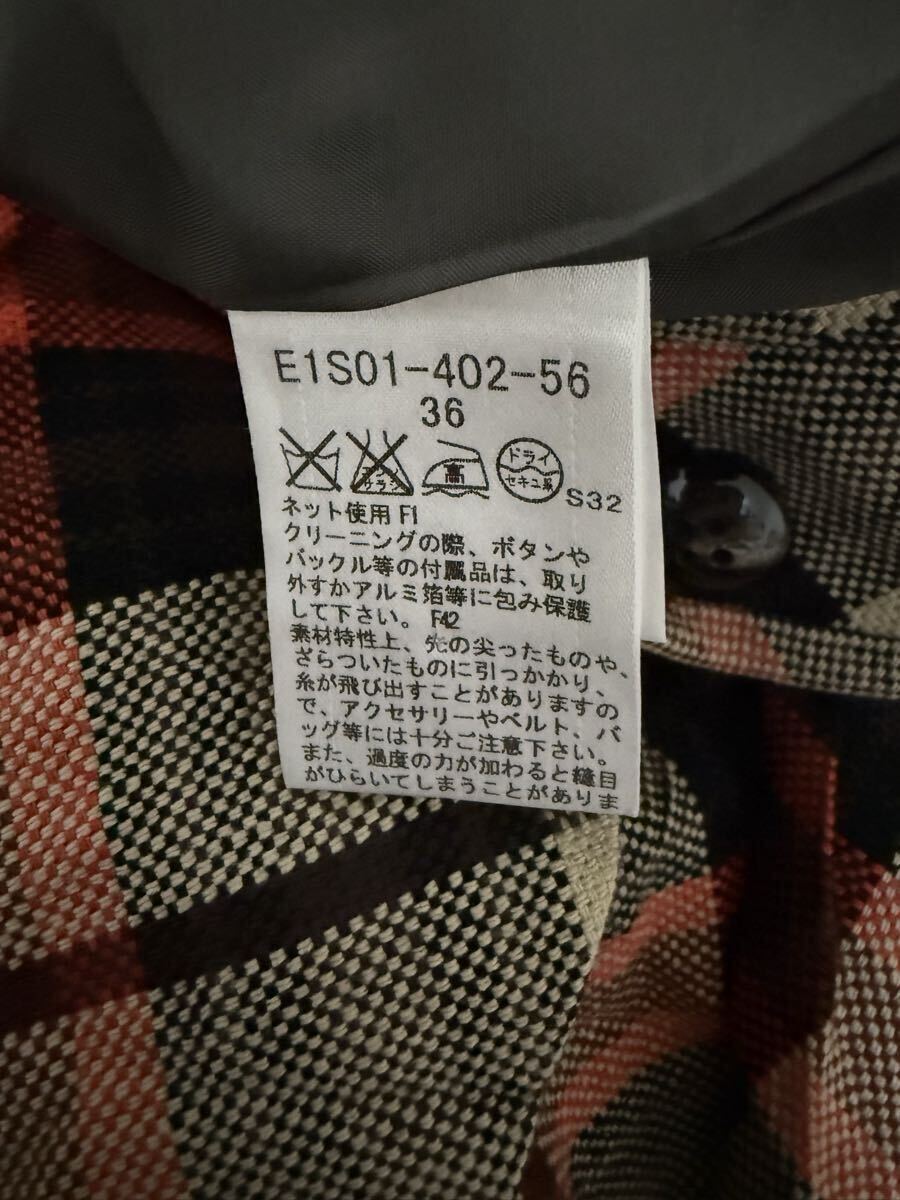 E1S01-402-56
36
高
ドライ
セキユ系
S32
ネット使用 F1
クリーニングの際、ボタンや
バックル等の付属品は、取り
外すかアルミ箔等に包み保護
して下さい。 F42
素材特性上、先の尖ったものや、
ざらついたものに引っかかり、
糸が飛び出すことがありますの
で、アクセサリーやベルト、バ
ッグ等には十分ご注意下さい。
また、過度の力が加わると縫目
がひらいてしまうことがありま